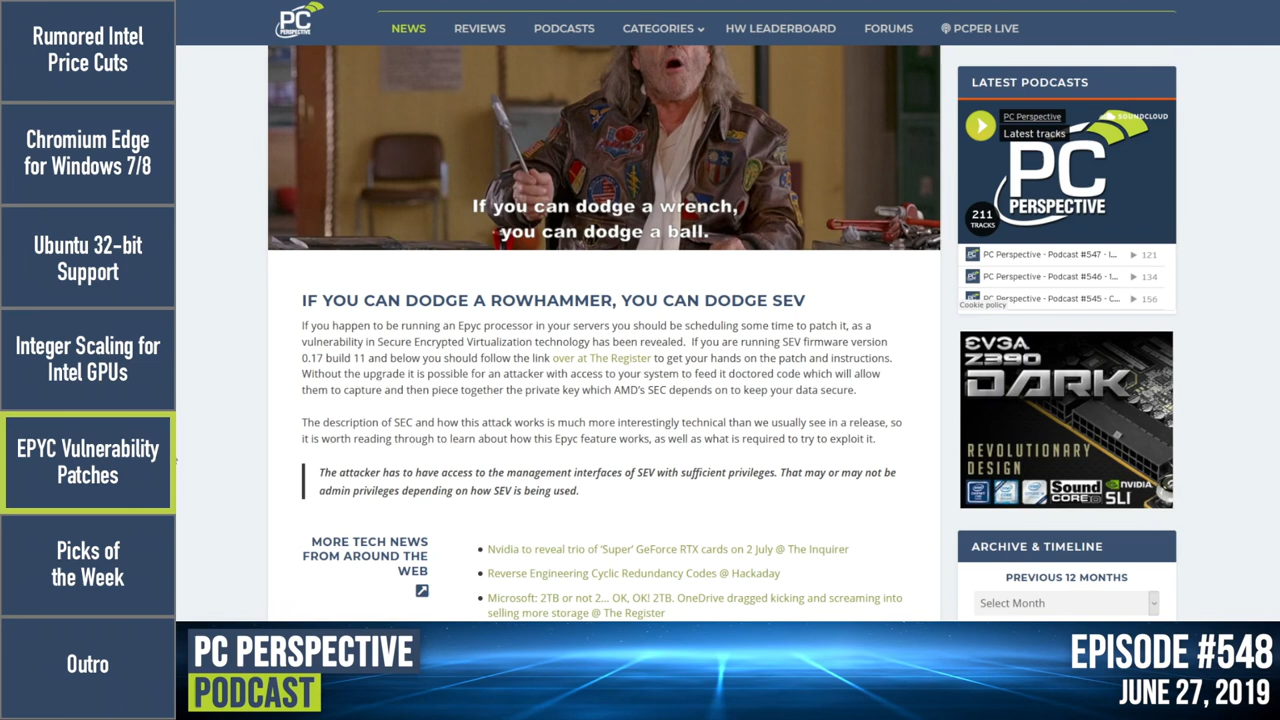 Rumored Intel
Price Cuts
Chromium Edge
for Windows 7/8
Ubuntu 32-bit
Support
Integer Scaling for
Intel GPUs
EPYC Vulnerability
Patches
Picks of
the Week
Outro
PC
PERSPECTIVE
NEWS REVIEWS PODCASTS CATEGORIES HW LEADERBOARD FORUMS PCPER LIVE
If you can dodge a wrench,
you can dodge a ball.
IF YOU CAN DODGE A ROWHAMMER, YOU CAN DODGE SEV
If you happen to be running an Epyc processor in your servers you should be scheduling some time to patch it, as a
vulnerability in Secure Encrypted Virtualization technology has been revealed.  If you are running SEV firmware version
0.17 build 11 and below you should follow the link over at The Register to get your hands on the patch and instructions.
Without the upgrade it is possible for an attacker with access to your system to feed it doctored code which will allow
them to capture and then piece together the private key which AMD's SEC depends on to keep your data secure.
The description of SEC and how this attack works is much more interestingly technical than we usually see in a release, so
it is worth reading through to learn about how this Epyc feature works, as well as what is required to try to exploit it.
The attacker has to have access to the management interfaces of SEV with sufficient privileges. That may or may not be
admin privileges depending on how SEV is being used.
MORE TECH NEWS
FROM AROUND THE
WEB
Nvidia to reveal trio of 'Super' GeForce RTX cards on 2 July @ The Inquirer
Reverse Engineering Cyclic Redundancy Codes @ Hackaday
Microsoft: 2TB or not 2... OK, OK! 2TB. OneDrive dragged kicking and screaming into
selling more storage @ The Register
LATEST PODCASTS
PC Perspective
SOUNDCLOUD
Latest tracks
PC
PERSPECTIVE
211
TRACKS
PC Perspective - Podcast #547 - I... 121
PC Perspective - Podcast #546 - 1... 134
PC Perspective - Podcast #545 - C... 156
Cookie policy
EVGA
Z390
DARK
REVOLUTIONARY
DESIGN
Sound
CORE3D
NVIDIA
SLI
ARCHIVE & TIMELINE
PREVIOUS 12 MONTHS
Select Month
PC PERSPECTIVE
PODCAST
EPISODE #548
JUNE 27, 2019